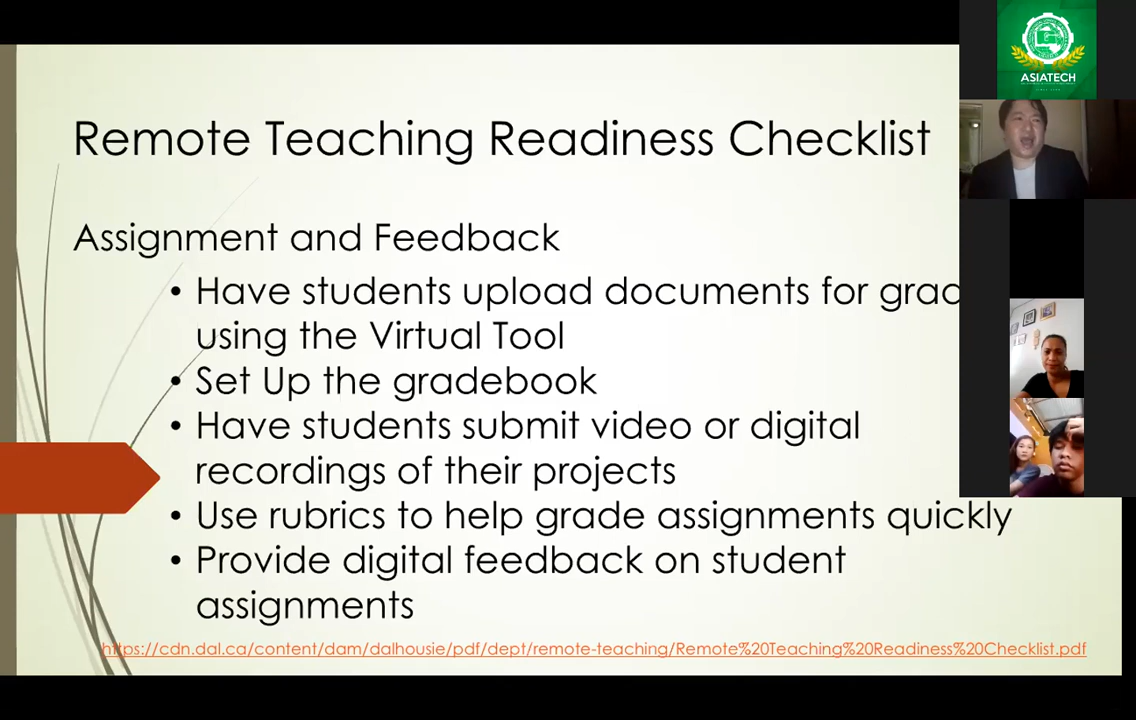 Remote Teaching Readiness Checklist
Assignment and Feedback
• Have students upload documents for grad
using the Virtual Tool
• Set Up the gradebook
• Have students submit video or digital
recordings of their projects
• Use rubrics to help grade assignments quickly
• Provide digital feedback on student
assignments
https://cdn.dal.ca/content/dam/dalhousie/pdf/dept/remote-teaching/Remote%20Teaching%20Readiness%20Checklist.pdf
ASIATECH